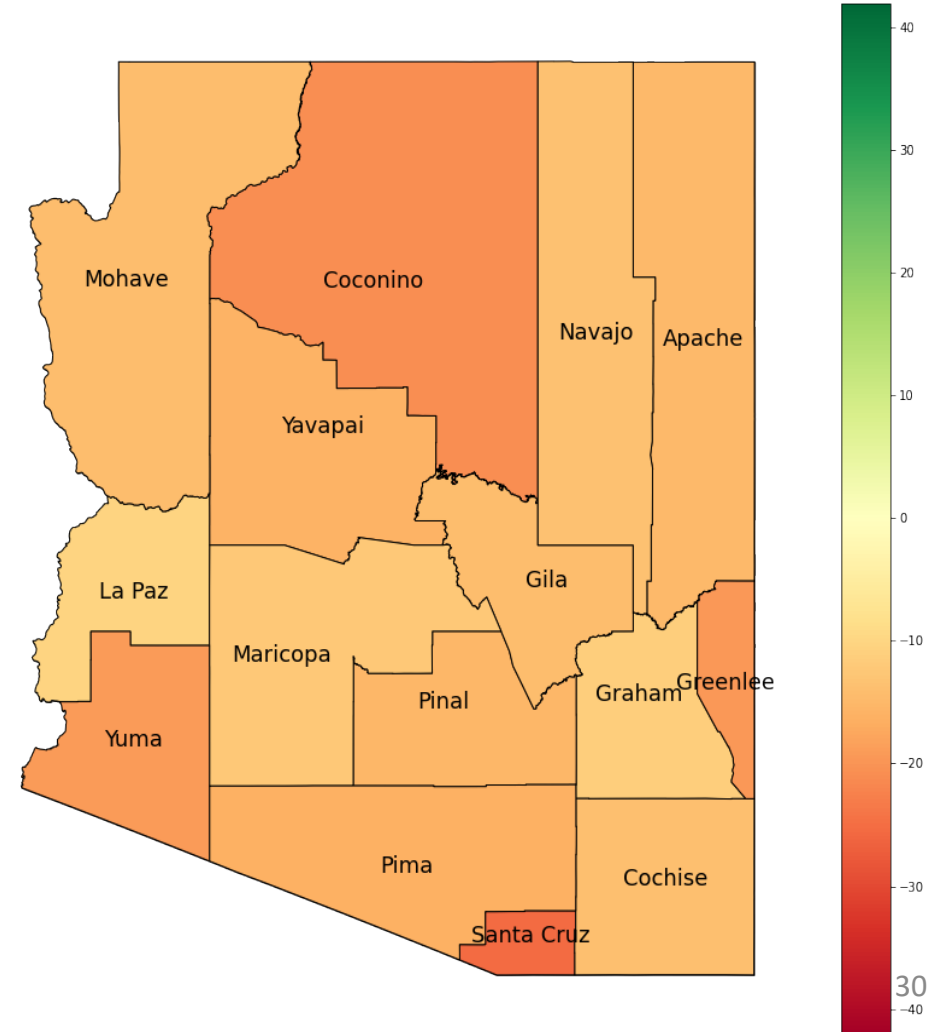 Mohave
Coconino
Navajo
Apache
Yavapai
La Paz
Gila
Maricopa
Graham
Greenlee
Pinal
Yuma
Pima
Cochise
Santa Cruz
40
30
20
10
0
−10
−20
−30
−40
30